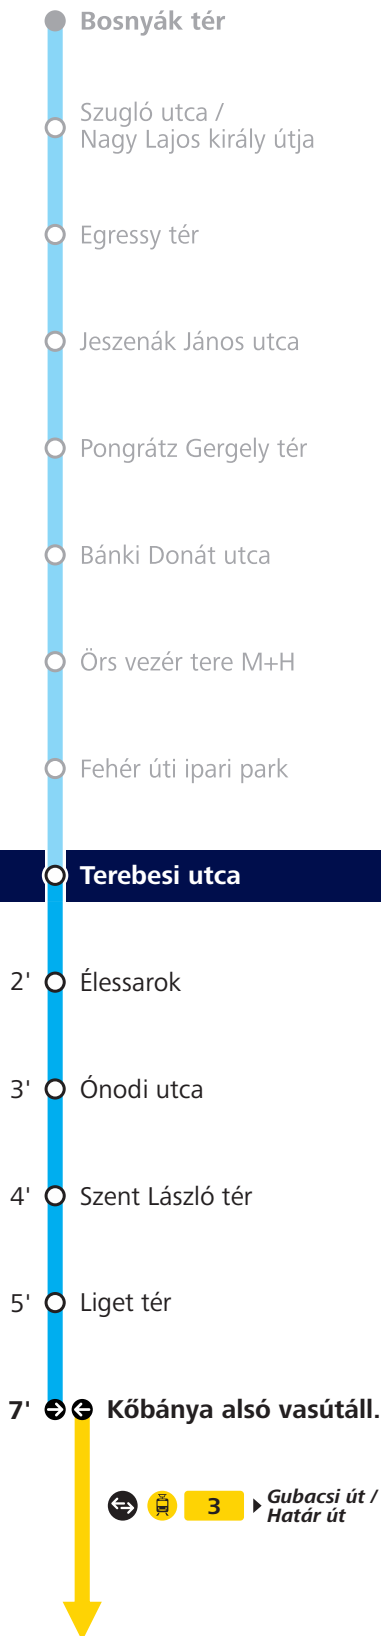 Bosnyák tér
Szugló utca /
Nagy Lajos király útja
Egressy tér
Jeszenák János utca
Pongrátz Gergely tér
Bánki Donát utca
Örs vezér tere M+H
Fehér úti ipari park
Terebesi utca
2' Élessarok
3' Ónodi utca
4' Szent László tér
5' Liget tér
7' Kőbánya alsó vasútáll.
3 Gubacsi út /
Határ út